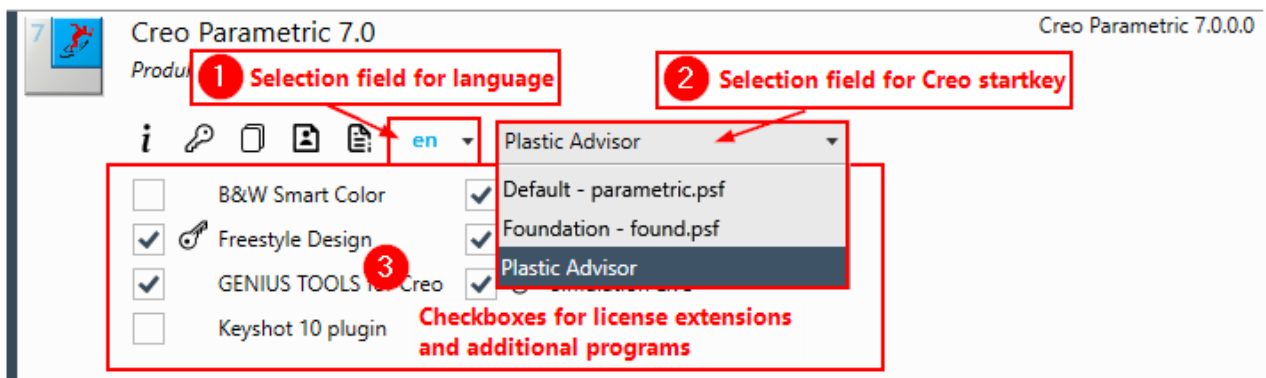 7
Creo Parametric 7.0
Creo Parametric 7.0.0.0
1 Selection field for language
2 Selection field for Creo startkey
en
Plastic Advisor
B&W Smart Color
Default - parametric.psf
Freestyle Design
Foundation - found.psf
GENIUS TOOLS for Creo
Plastic Advisor
3
Keyshot 10 plugin
Checkboxes for license extensions
and additional programs